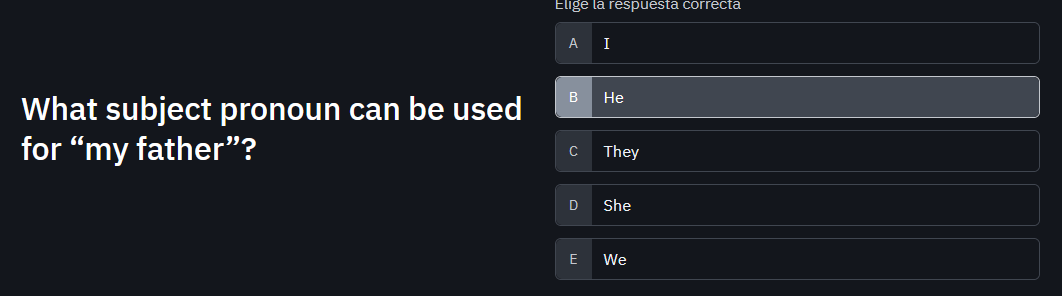 Elige la respuesta correcta
What subject pronoun can be used
for “my father”?
A I
B He
C They
D She
E We